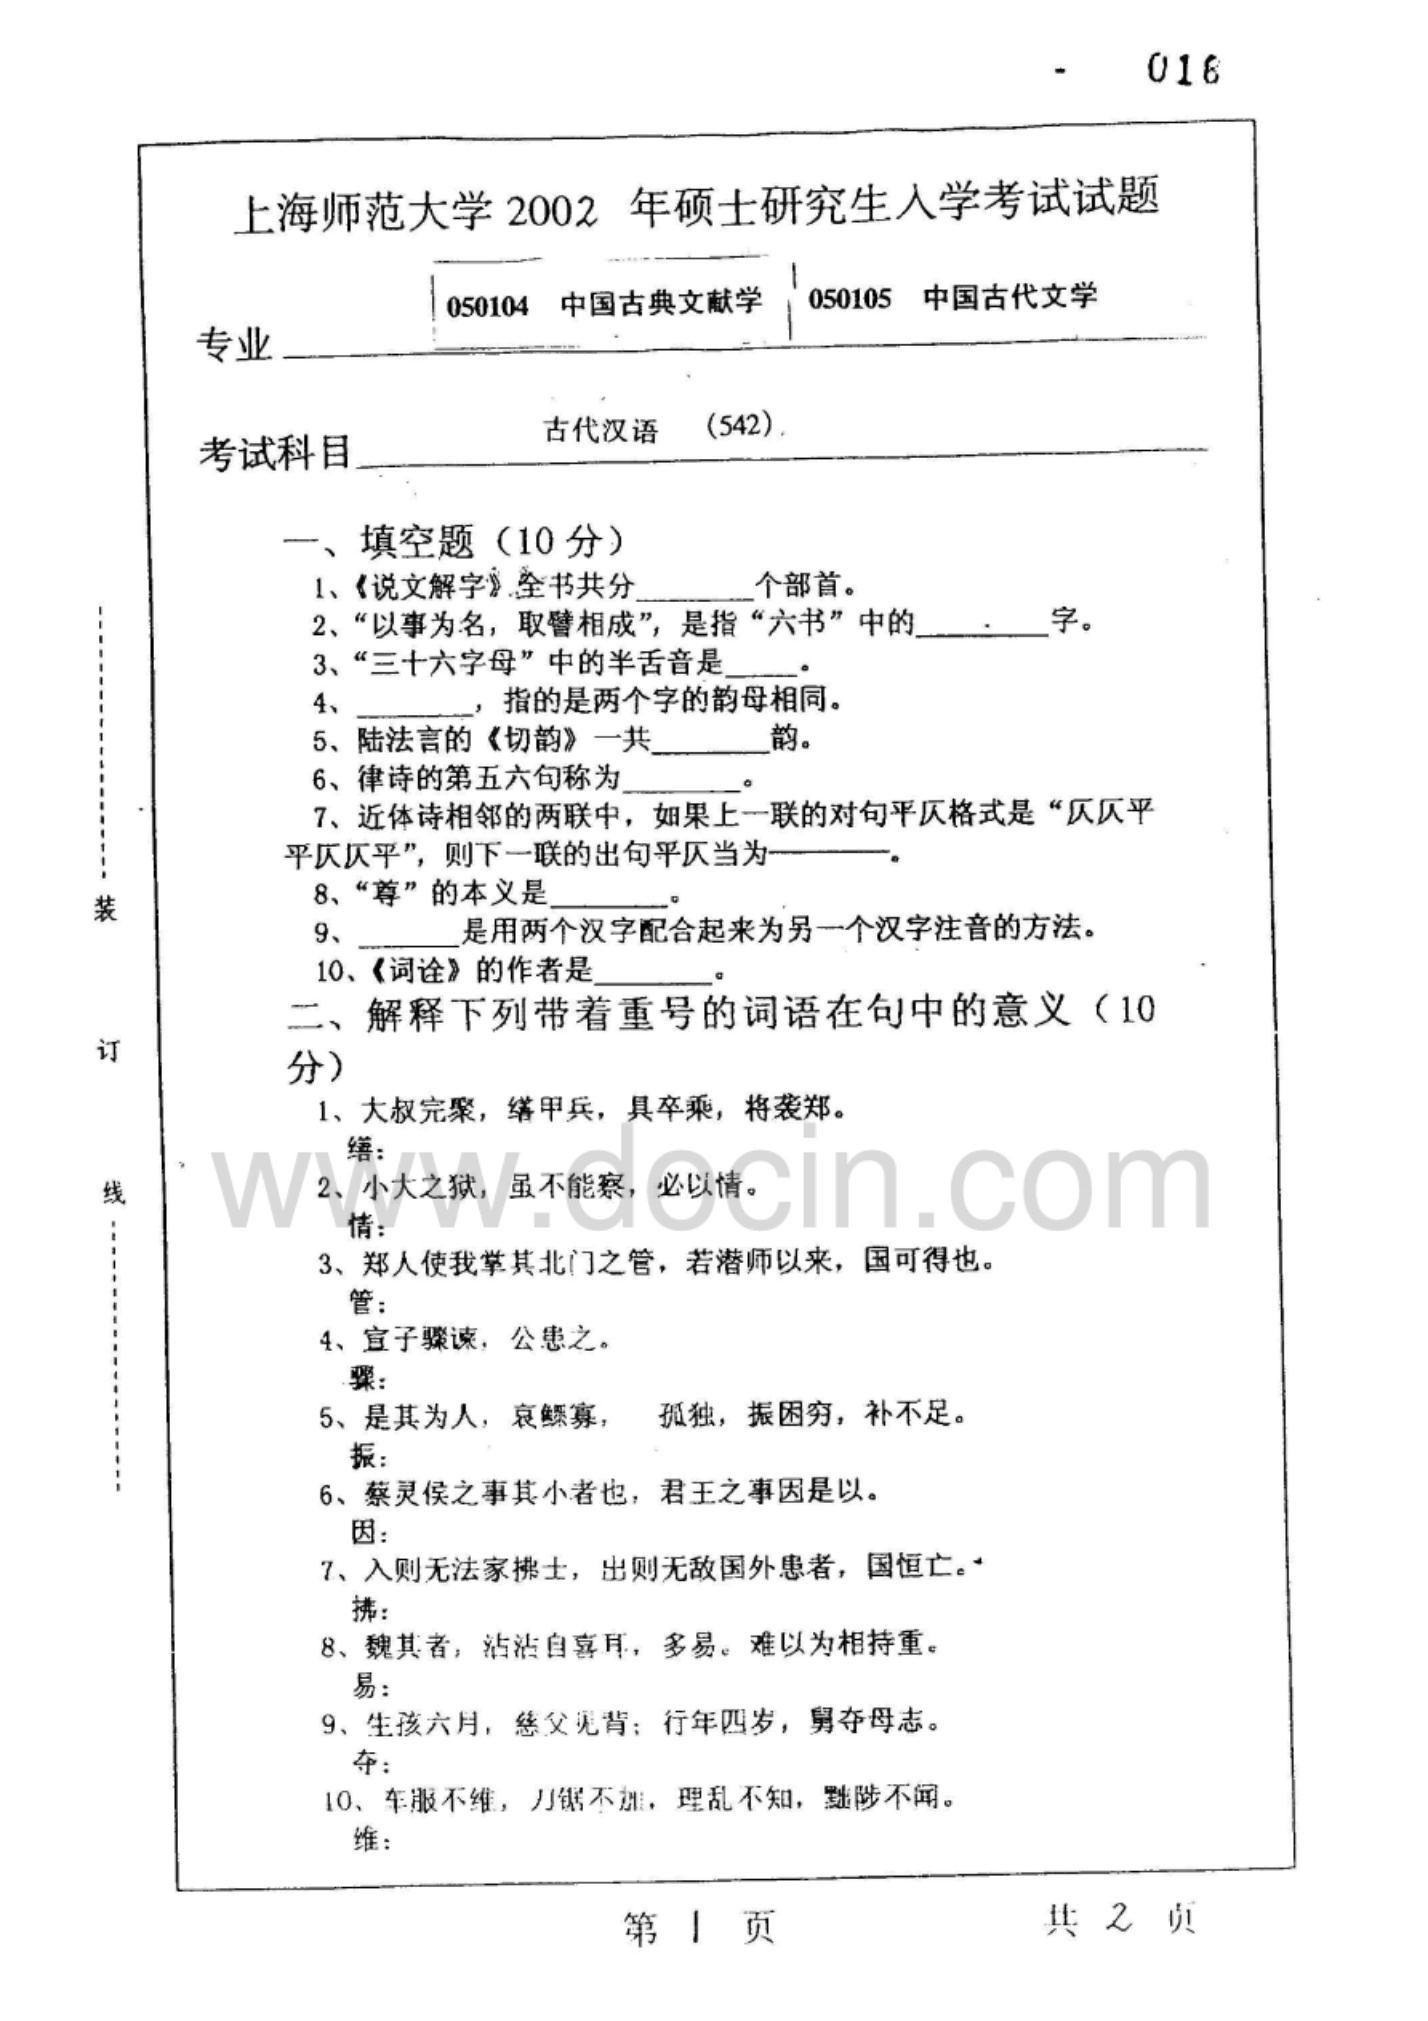 - 018
上海师范大学 2002 年硕士研究生入学考试试题
050104 中国古典文献学 050105 中国古代文学
专业
古代汉语 (542)
考试科目
一、填空题（10 分）
1、《说文解字》全书共分________个部首。
2、“以事为名，取譬相成”，是指“六书”中的________字。
3、“三十六字母”中的半舌音是_____。
4、________，指的是两个字的韵母相同。
5、陆法言的《切韵》一共________韵。
6、律诗的第五六句称为________。
7、近体诗相邻的两联中，如果上一联的对句平仄格式是“仄仄平
平仄仄平”，则下一联的出句平仄当为————。
8、“尊”的本义是________。
9、_______是用两个汉字配合起来为另一个汉字注音的方法。
10、《词诠》的作者是________。
二、解释下列带着重号的词语在句中的意义（10
分）
1、大叔完聚，缮甲兵，具卒乘，将袭郑。
缮：
2、小大之狱，虽不能察，必以情。
情：
3、郑人使我掌其北门之管，若潜师以来，国可得也。
管：
4、宣子骤谏，公患之。
骤：
5、是其为人，哀鳏寡， 孤独，振困穷，补不足。
振：
6、蔡灵侯之事其小者也，君王之事因是以。
因：
7、入则无法家拂士，出则无敌国外患者，国恒亡。
拂：
8、魏其者，沾沾自喜耳，多易。难以为相持重。
易：
9、生孩六月，慈父见背；行年四岁，舅夺母志。
夺：
10、车服不维，刀锯不加，理乱不知，黜陟不闻。
维：
第 1 页 共 2 页
装
订
线
www.docin.com